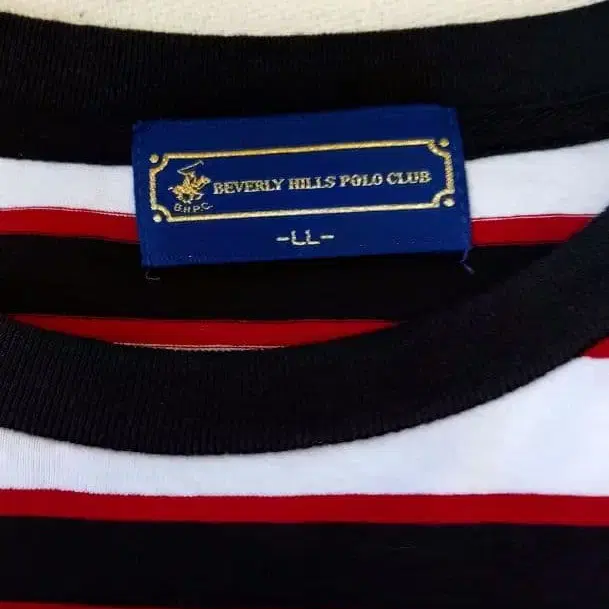 BEVERLY HILLS POLO CLUB
B.H.P.C.
-LL-